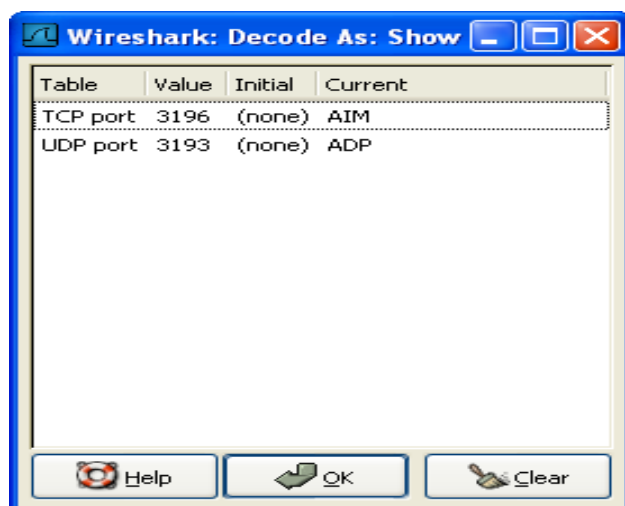 Wireshark: Decode As: Show
Table Value Initial Current
TCP port 3196 (none) AIM
UDP port 3193 (none) ADP
Help OK Clear